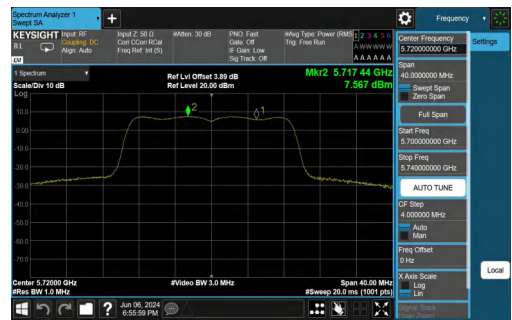 Spectrum Analyzer 1
Swept SA
Frequency
KEYSIGHT
Input: RF
Coupling: DC
Align: Auto
Input Z: 50 Ω
Corr CCorr RCal
Freq Ref: Int (S)
#Atten: 30 dB
PNO: Fast
Gate: Off
IF Gain: Low
Sig Track: Off
#Avg Type: Power (RMS
Trig: Free Run
1 2 3 4 5 6
A W W W W W
A A A A A A
RL
LV
1 Spectrum
Scale/Div 10 dB
Log
Ref Lvl Offset 3.89 dB
Ref Level 20.00 dBm
Mkr2 5.717 44 GHz
7.567 dBm
2
1
10.0
0.00
-10.0
-20.0
-30.0
-40.0
-50.0
-60.0
-70.0
Center 5.72000 GHz
#Res BW 1.0 MHz
#Video BW 3.0 MHz
Span 40.00 MHz
#Sweep 20.0 ms (1001 pts)
Jun 06, 2024
6:55:59 PM
Center Frequency
5.720000000 GHz
Span
40.0000000 MHz
Swept Span
Zero Span
Full Span
Start Freq
5.700000000 GHz
Stop Freq
5.740000000 GHz
AUTO TUNE
CF Step
4.000000 MHz
Auto
Man
Freq Offset
0 Hz
X Axis Scale
Log
Lin
Signal Track
Settings
Local